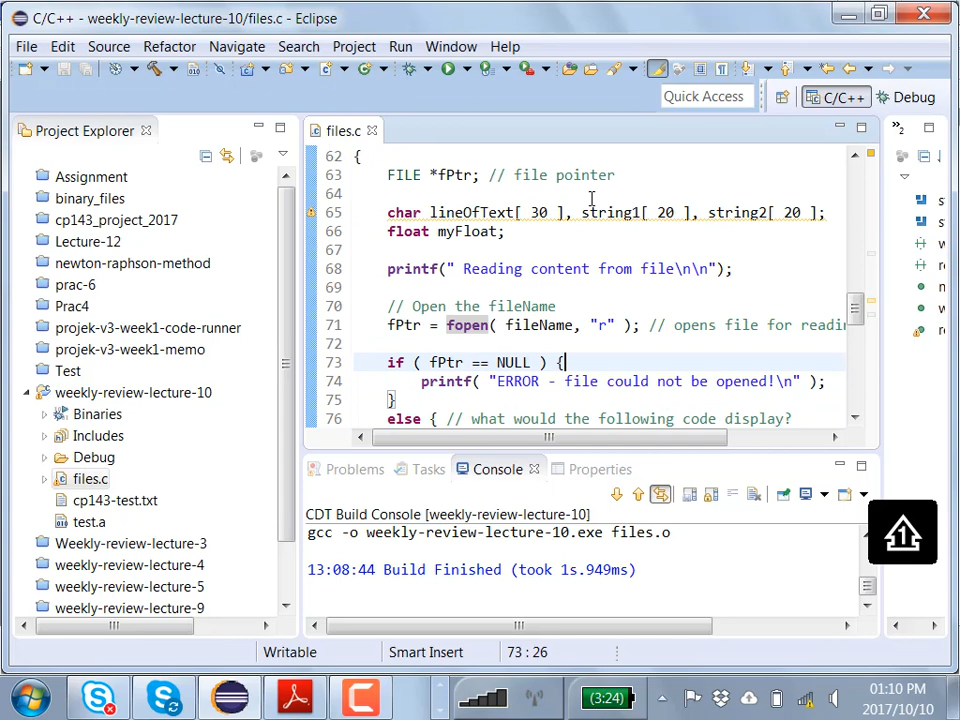 C/C++ - weekly-review-lecture-10/files.c - Eclipse
File Edit Source Refactor Navigate Search Project Run Window Help
Quick Access
C/C++
Debug
Project Explorer
Assignment
binary_files
cp143_project_2017
Lecture-12
newton-raphson-method
prac-6
Prac4
projek-v3-week1-code-runner
projek-v3-week1-memo
Test
weekly-review-lecture-10
Binaries
Includes
Debug
files.c
cp143-test.txt
test.a
Weekly-review-lecture-3
weekly-review-lecture-4
weekly-review-lecture-5
weekly-review-lecture-9
files.c
62 {
63 FILE *fPtr; // file pointer
64
65 char lineOfText[ 30 ], string1[ 20 ], string2[ 20 ];
66 float myFloat;
67
68 printf(" Reading content from file\n\n");
69
70 // Open the fileName
71 fPtr = fopen( fileName, "r" ); // opens file for readi
72
73 if ( fPtr == NULL ) {
74 printf( "ERROR - file could not be opened!\n" );
75 }
76 else { // what would the following code display?
»2
Problems Tasks Console Properties
CDT Build Console [weekly-review-lecture-10]
gcc -o weekly-review-lecture-10.exe files.o
13:08:44 Build Finished (took 1s.949ms)
1
Writable Smart Insert 73 : 26
(3:24)
01:10 PM
2017/10/10